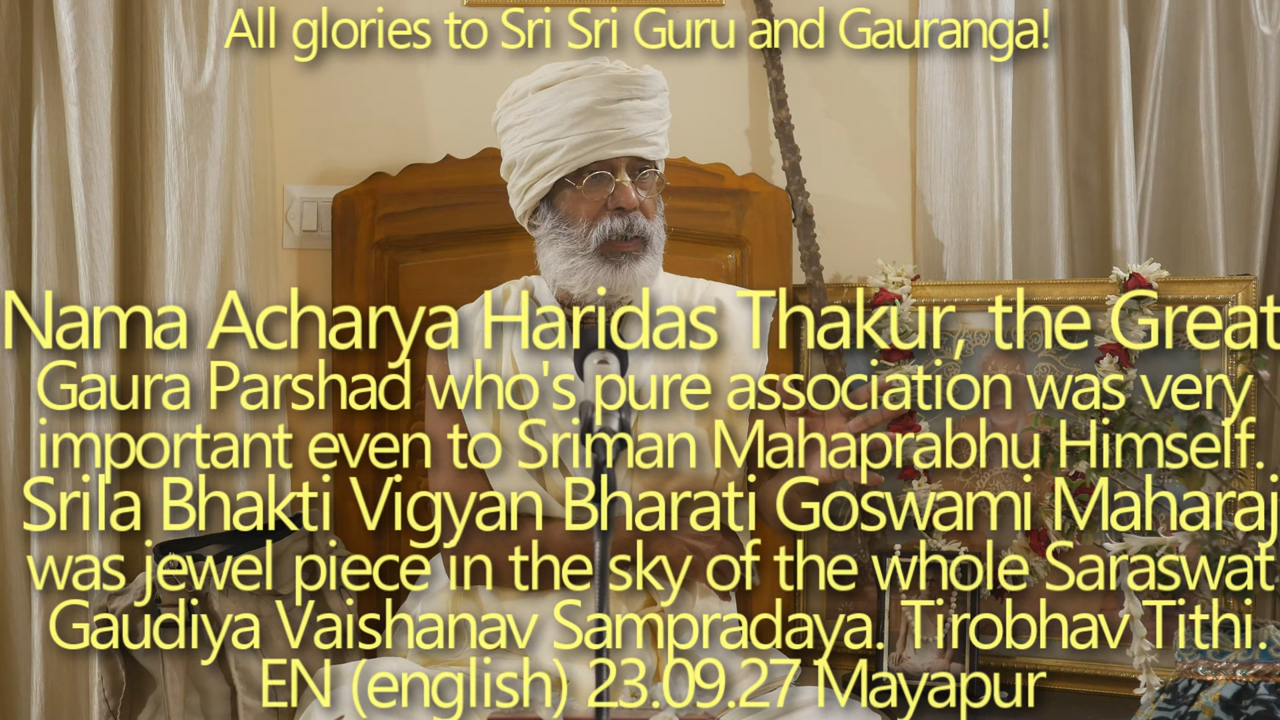 All glories to Sri Sri Guru and Gauranga!
Nama Acharya Haridas Thakur, the Great
Gaura Parshad who's pure association was very
important even to Sriman Mahaprabhu Himself.
Srila Bhakti Vigyan Bharati Goswami Maharaj
was jewel piece in the sky of the whole Saraswat
Gaudiya Vaishanav Sampradaya. Tirobhav Tithi.
EN (english) 23.09.27 Mayapur